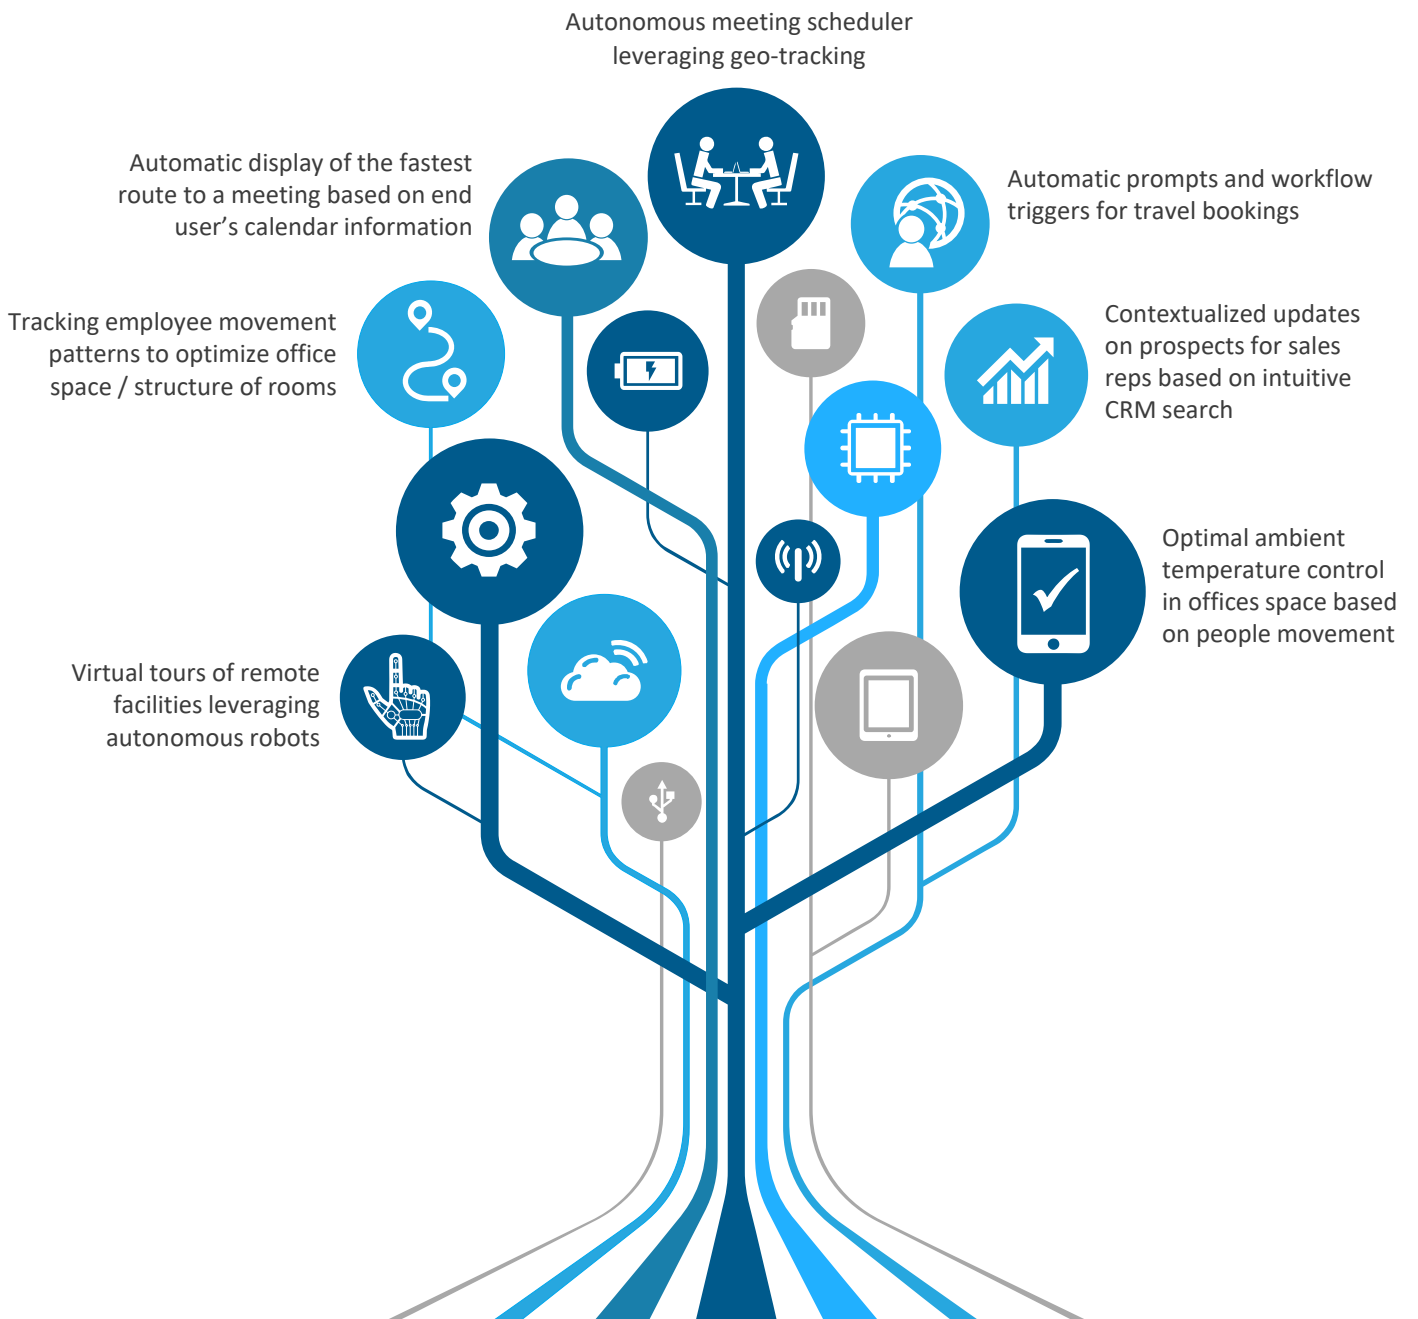 Autonomous meeting scheduler
leveraging geo-tracking
Automatic display of the fastest
route to a meeting based on end
user’s calendar information
Automatic prompts and workflow
triggers for travel bookings
Tracking employee movement
patterns to optimize office
space / structure of rooms
Contextualized updates
on prospects for sales
reps based on intuitive
CRM search
Optimal ambient
temperature control
in offices space based
on people movement
Virtual tours of remote
facilities leveraging
autonomous robots